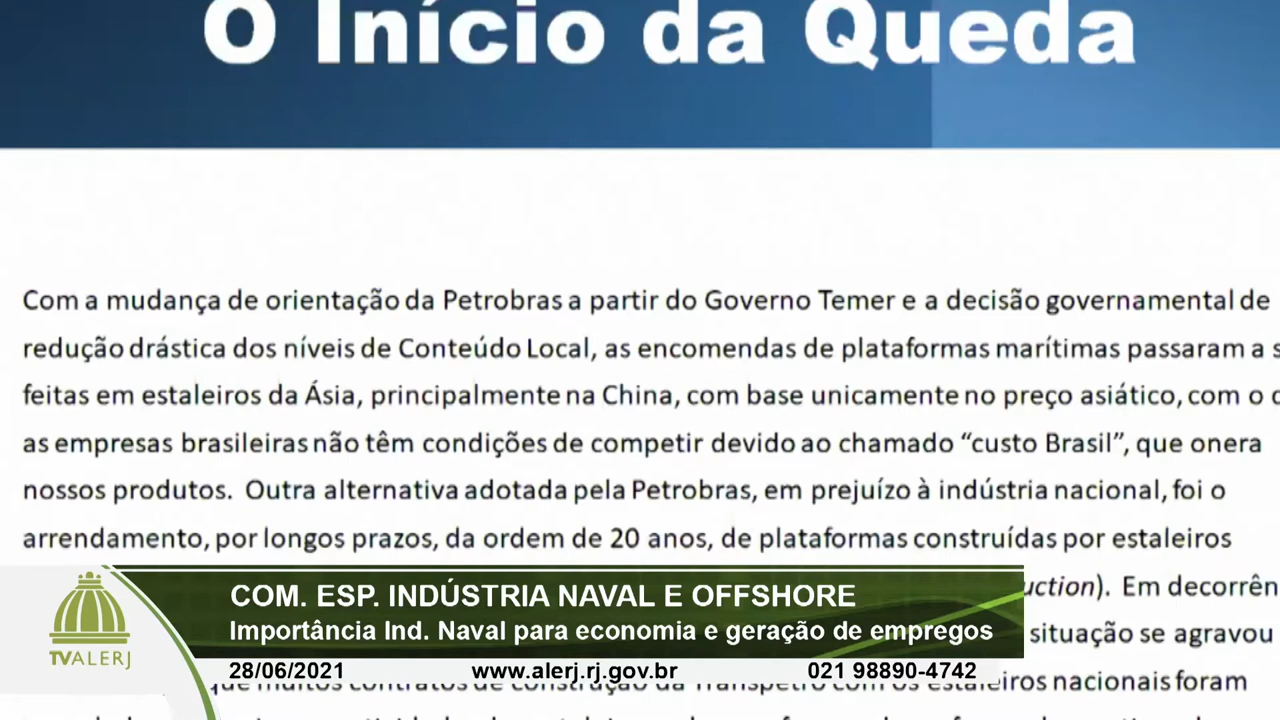 O Início da Queda
Com a mudança de orientação da Petrobras a partir do Governo Temer e a decisão governamental de
redução drástica dos níveis de Conteúdo Local, as encomendas de plataformas marítimas passaram a
feitas em estaleiros da Ásia, principalmente na China, com base unicamente no preço asiático, com o
as empresas brasileiras não têm condições de competir devido ao chamado “custo Brasil”, que onera
nossos produtos. Outra alternativa adotada pela Petrobras, em prejuízo à indústria nacional, foi o
arrendamento, por longos prazos, da ordem de 20 anos, de plataformas construídas por estaleiros
uction). Em decorrên
situação se agravou
que muitos contratos de construção da Transpetro com os estaleiros nacionais foram
COM. ESP. INDÚSTRIA NAVAL E OFFSHORE
Importância Ind. Naval para economia e geração de empregos
28/06/2021 www.alerj.rj.gov.br 021 98890-4742
TVALERJ